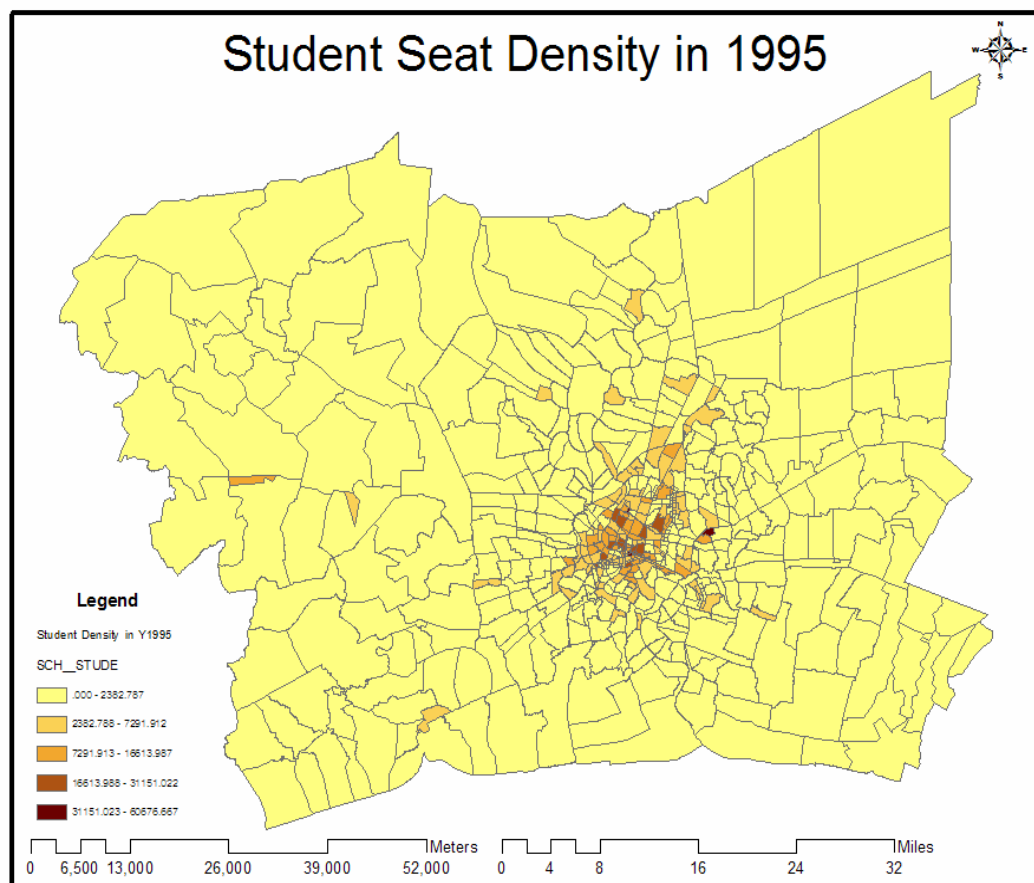 Student Seat Density in 1995
N
W E
S
Legend
Student Density in Y1995
SCH__STUDE
.000 - 2382.787
2382.788 - 7291.912
7291.913 - 16613.987
16613.988 - 31151.022
31151.023 - 60676.667
Meters
0 6,500 13,000 26,000 39,000 52,000
Miles
0 4 8 16 24 32